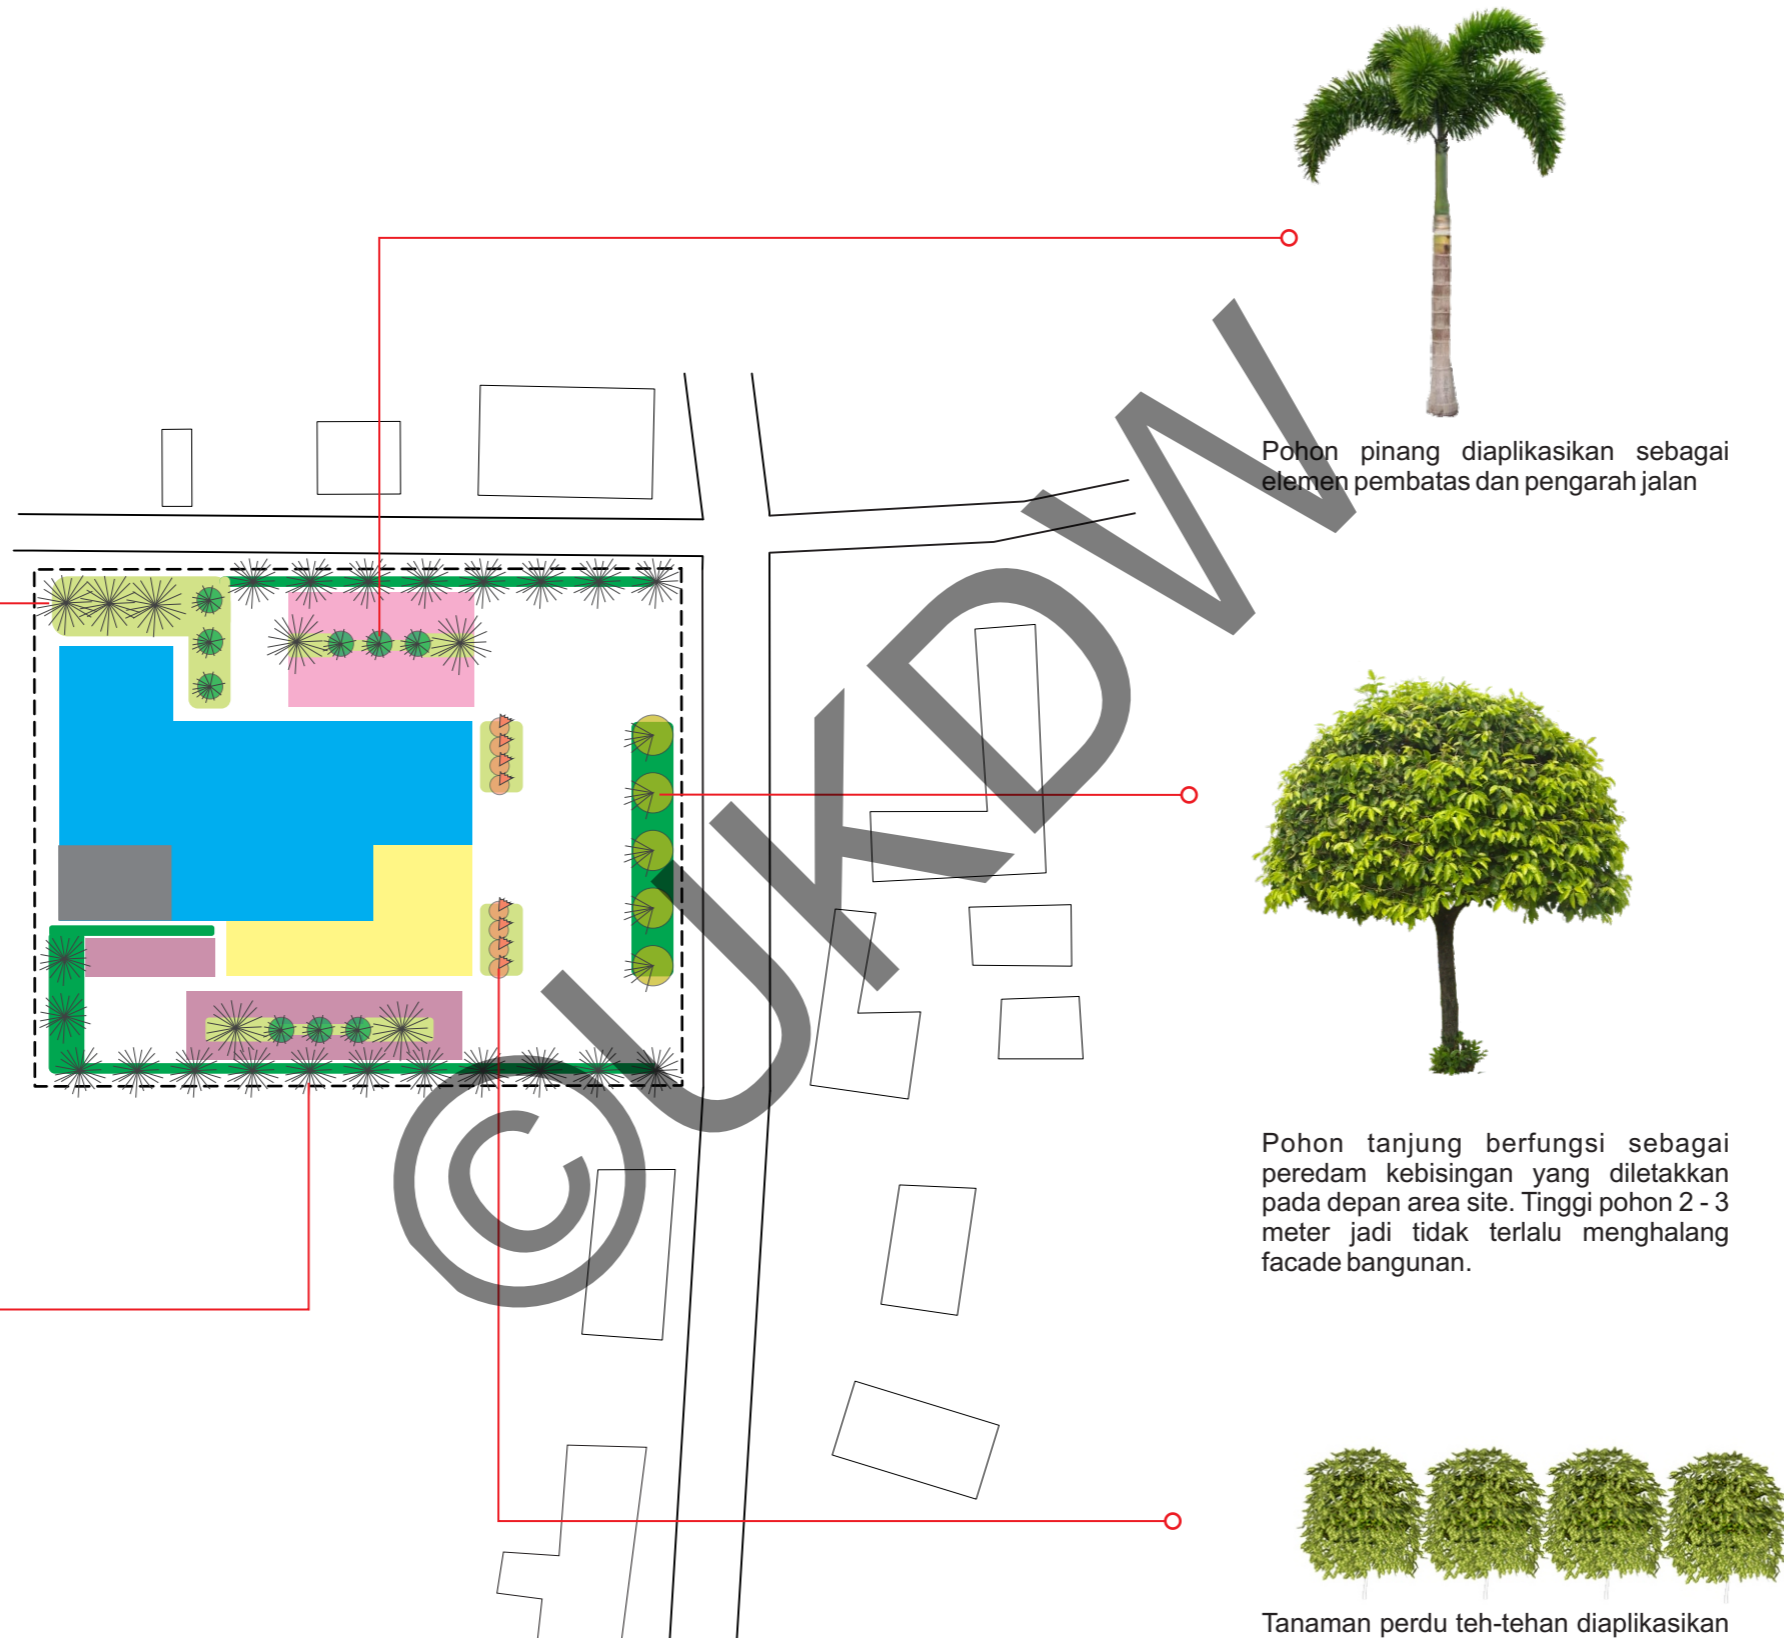 Pohon pinang diaplikasikan sebagai
elemen pembatas dan pengarah jalan
©UKDW
Pohon tanjung berfungsi sebagai
peredam kebisingan yang diletakkan
pada depan area site. Tinggi pohon 2 - 3
meter jadi tidak terlalu menghalang
facade bangunan.
Tanaman perdu teh-tehan diaplikasikan